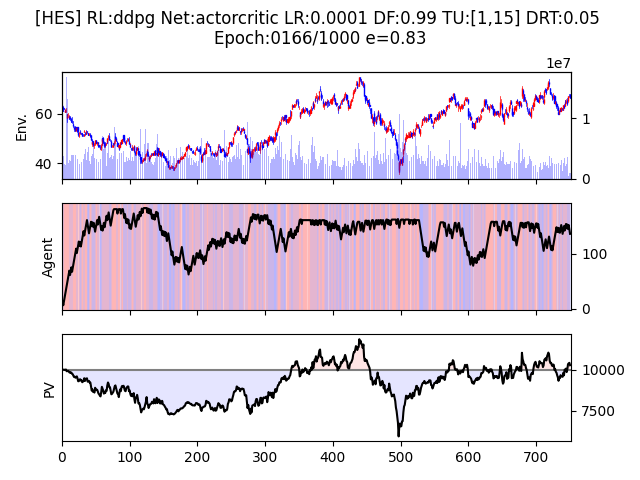 [HES] RL:ddpg Net:actorcritic LR:0.0001 DF:0.99 TU:[1,15] DRT:0.05
Epoch:0166/1000 e=0.83
1e7
Env.
60
40
1
0
Agent
100
0
PV
10000
7500
0 100 200 300 400 500 600 700